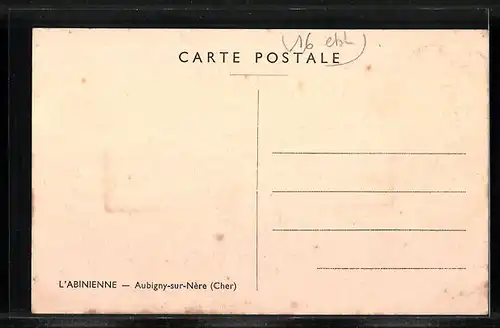 CARTE POSTALE
L'ABINIENNE — Aubigny-sur-Nère (Cher)